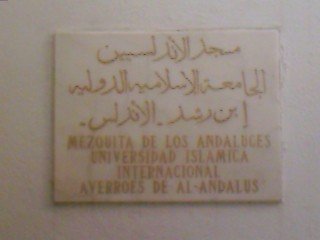 مسجد الأندلسيين
الجامعة الإسلامية الدولية
إبن رشد - الأندلس -
MEZQUITA DE LOS ANDALUCES
UNIVERSIDAD ISLAMICA
INTERNACIONAL
AVERROES DE AL-ANDALUS